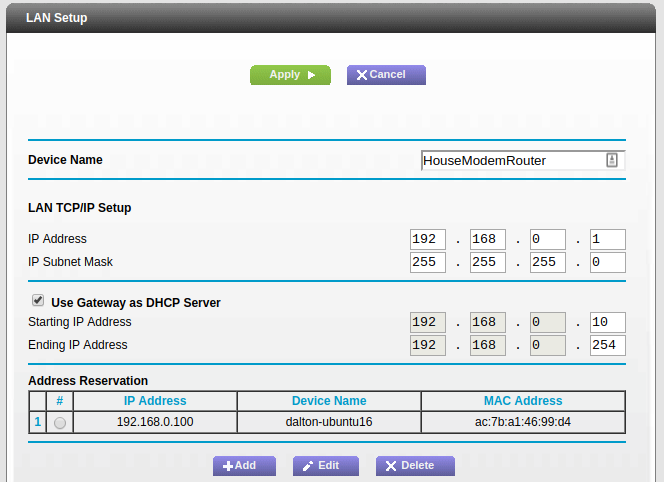 LAN Setup
Apply Cancel
Device Name HouseModemRouter
LAN TCP/IP Setup
IP Address 192 . 168 . 0 . 1
IP Subnet Mask 255 . 255 . 255 . 0
Use Gateway as DHCP Server
Starting IP Address 192 . 168 . 0 . 10
Ending IP Address 192 . 168 . 0 . 254
Address Reservation
# IP Address Device Name MAC Address
1 192.168.0.100 dalton-ubuntu16 ac:7b:a1:46:99:d4
Add Edit Delete